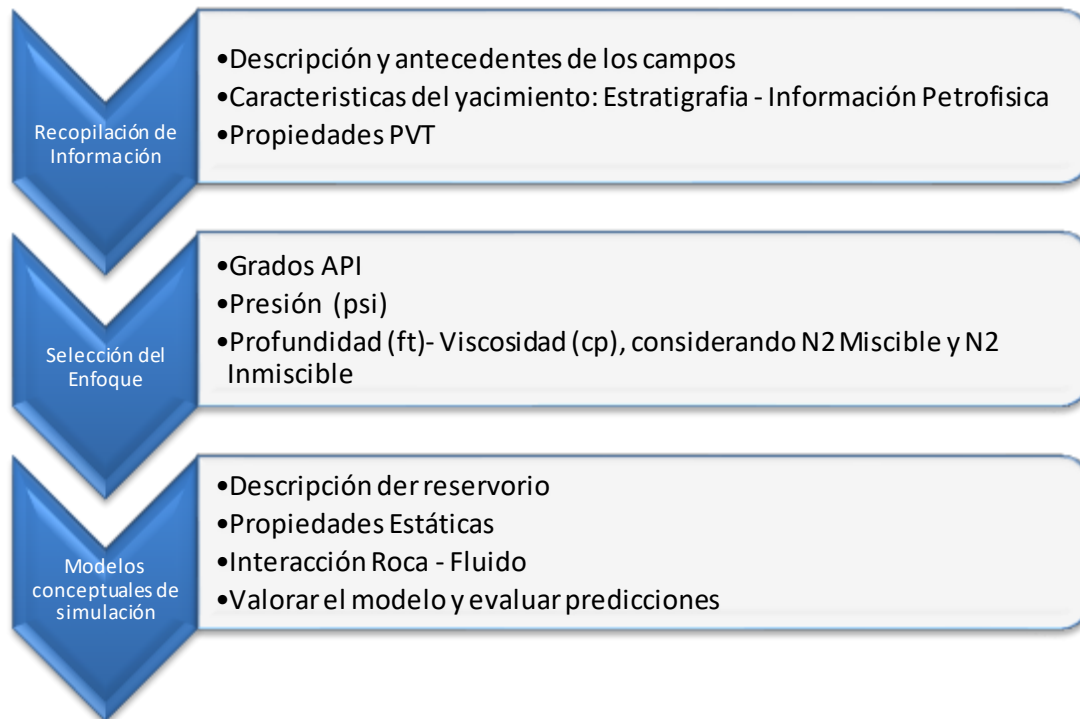 Recopilación de
Información
•Descripción y antecedentes de los campos
•Caracteristicas del yacimiento: Estratigrafia - Información Petrofisica
•Propiedades PVT
Selección del
Enfoque
•Grados API
•Presión (psi)
•Profundidad (ft)- Viscosidad (cp), considerando N2 Miscible y N2
Inmiscible
Modelos
conceptuales de
simulación
•Descripción der reservorio
•Propiedades Estáticas
•Interacción Roca - Fluido
•Valorar el modelo y evaluar predicciones